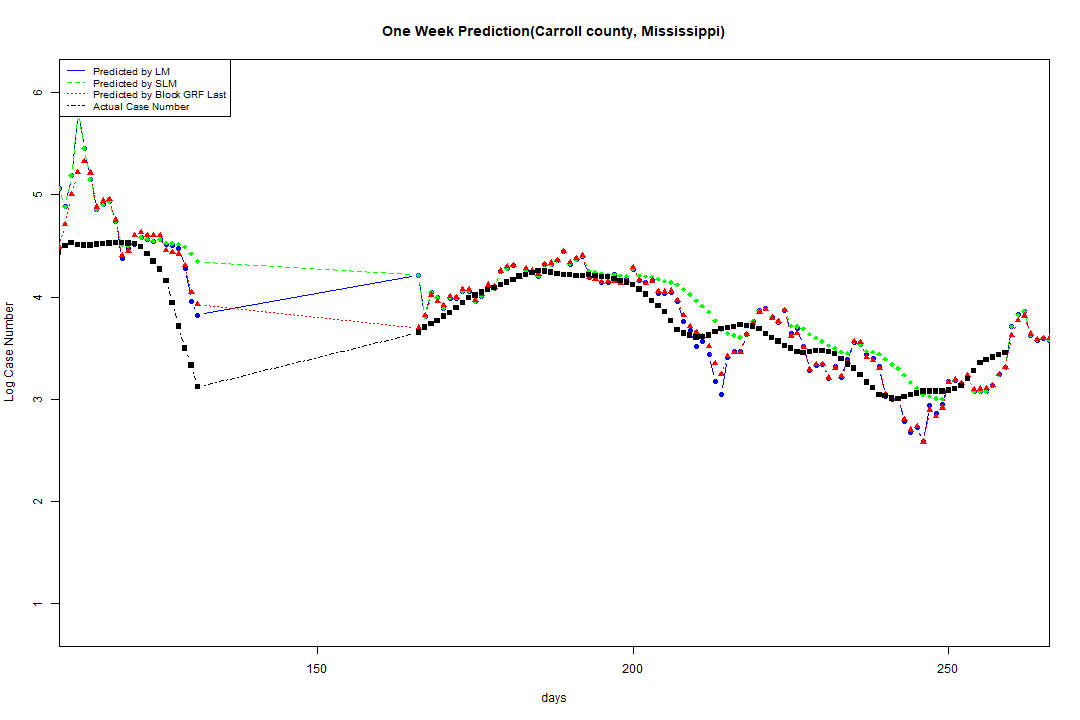 One Week Prediction(Carroll county, Mississippi)
Predicted by LM
Predicted by SLM
Predicted by Block GRF Last
Actual Case Number
6
5
4
3
2
1
Log Case Number
150
200
250
days